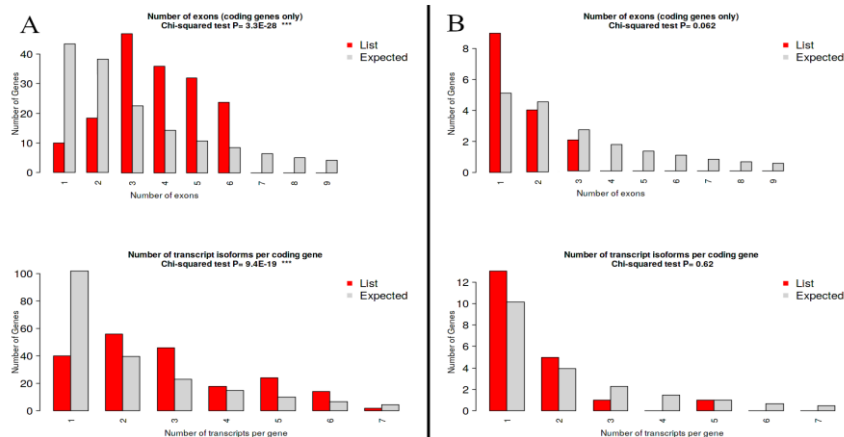 A
Number of exons (coding genes only)
Chi-squared test P= 3.3E-28 ***
List
Expected
Number of Genes
40
30
20
10
0
1 2 3 4 5 6 7 8 9
Number of exons
Number of transcript isoforms per coding gene
Chi-squared test P= 9.4E-19 ***
List
Expected
Number of Genes
100
80
60
40
20
0
1 2 3 4 5 6 7
Number of transcripts per gene
B
Number of exons (coding genes only)
Chi-squared test P= 0.062
List
Expected
Number of Genes
8
6
4
2
0
1 2 3 4 5 6 7 8 9
Number of exons
Number of transcript isoforms per coding gene
Chi-squared test P= 0.62
List
Expected
Number of Genes
12
10
8
6
4
2
0
1 2 3 4 5 6 7
Number of transcripts per gene